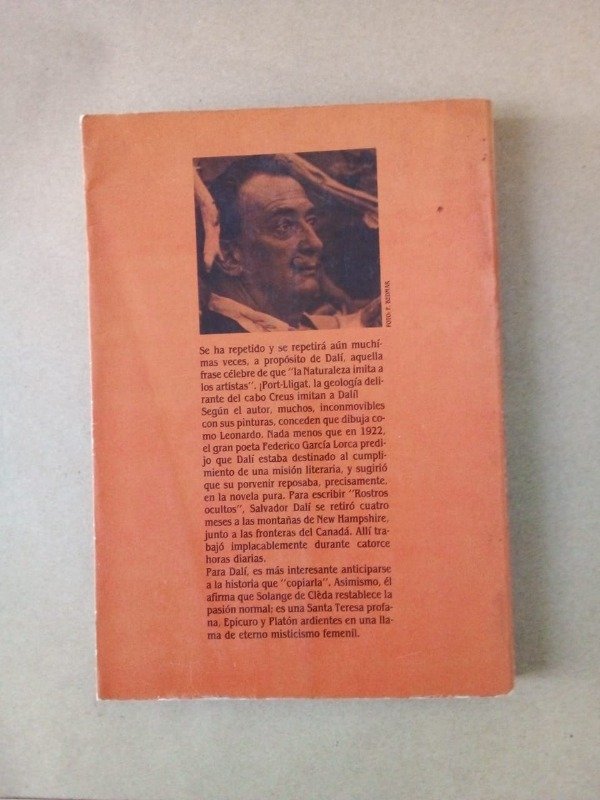 FOTO: F. BEDMAR
Se ha repetido y se repetirá aún muchí-
mas veces, a propósito de Dalí, aquella
frase célebre de que "la Naturaleza imita a
los artistas". ¡Port-Lligat, la geología deli-
rante del cabo Creus imitan a Dalí!
Según el autor, muchos, inconmovibles
con sus pinturas, conceden que dibuja co-
mo Leonardo. Nada menos que en 1922,
el gran poeta Federico García Lorca predi-
jo que Dalí estaba destinado al cumpli-
miento de una misión literaria, y sugirió
que su porvenir reposaba, precisamente,
en la novela pura. Para escribir "Rostros
ocultos", Salvador Dalí se retiró cuatro
meses a las montañas de New Hampshire,
junto a las fronteras del Canadá. Allí tra-
bajó implacablemente durante catorce
horas diarias.
Para Dalí, es más interesante anticiparse
a la historia que "copiarla". Asimismo, él
afirma que Solange de Clèda restablece la
pasión normal; es una Santa Teresa profa-
na, Epicuro y Platón ardientes en una lla-
ma de eterno misticismo femenil.